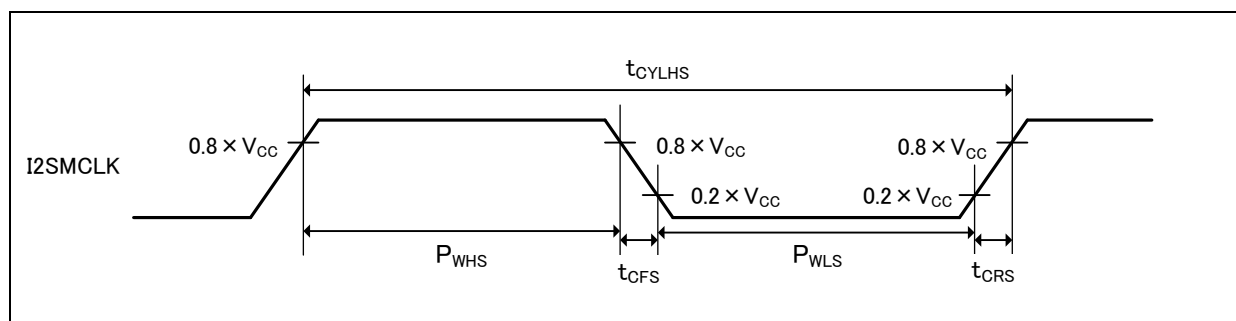 tCYLHS
0.8 × VCC
0.8 × VCC
0.8 × VCC
I2SMCLK
0.2 × VCC
0.2 × VCC
PWHS
tCFS
PWLS
tCRS